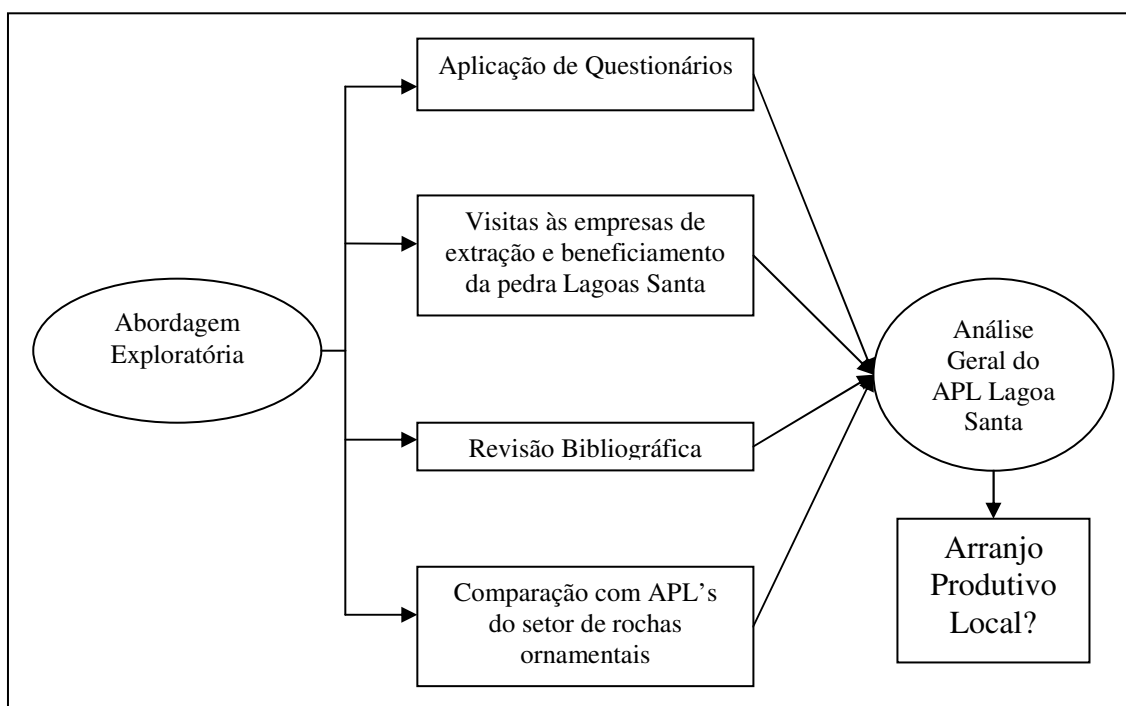 Aplicação de Questionários
Visitas às empresas de
extração e beneficiamento
da pedra Lagoas Santa
Abordagem
Exploratória
Revisão Bibliográfica
Comparação com APL’s
do setor de rochas
ornamentais
Análise
Geral do
APL Lagoa
Santa
Arranjo
Produtivo
Local?